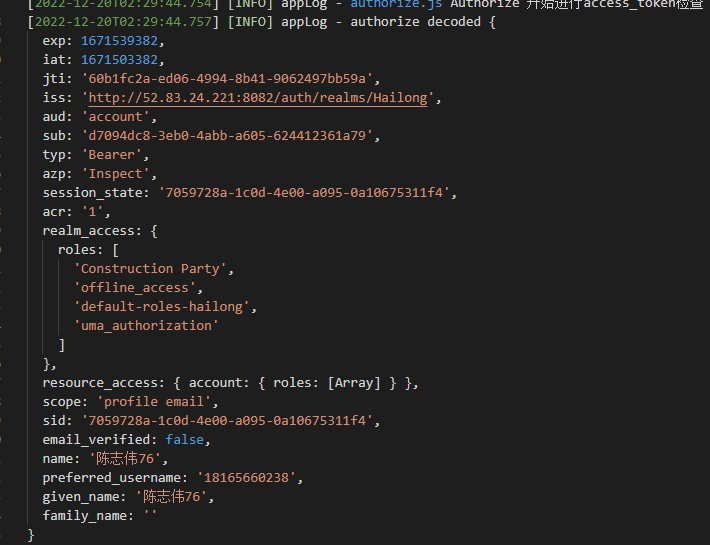 [2022-12-20T02:29:44.754] [INFO] appLog - authorize.js Authorize 开始进行access_token检查
[2022-12-20T02:29:44.757] [INFO] appLog - authorize decoded {
exp: 1671539382,
iat: 1671503382,
jti: '60b1fc2a-ed06-4994-8b41-9062497bb59a',
iss: 'http://52.83.24.221:8082/auth/realms/Hailong',
aud: 'account',
sub: 'd7094dc8-3eb0-4abb-a605-624412361a79',
typ: 'Bearer',
azp: 'Inspect',
session_state: '7059728a-1c0d-4e00-a095-0a10675311f4',
acr: '1',
realm_access: {
roles: [
'Construction Party',
'offline_access',
'default-roles-hailong',
'uma_authorization'
]
},
resource_access: { account: { roles: [Array] } },
scope: 'profile email',
sid: '7059728a-1c0d-4e00-a095-0a10675311f4',
email_verified: false,
name: '陈志伟76',
preferred_username: '18165660238',
given_name: '陈志伟76',
family_name: ''
}